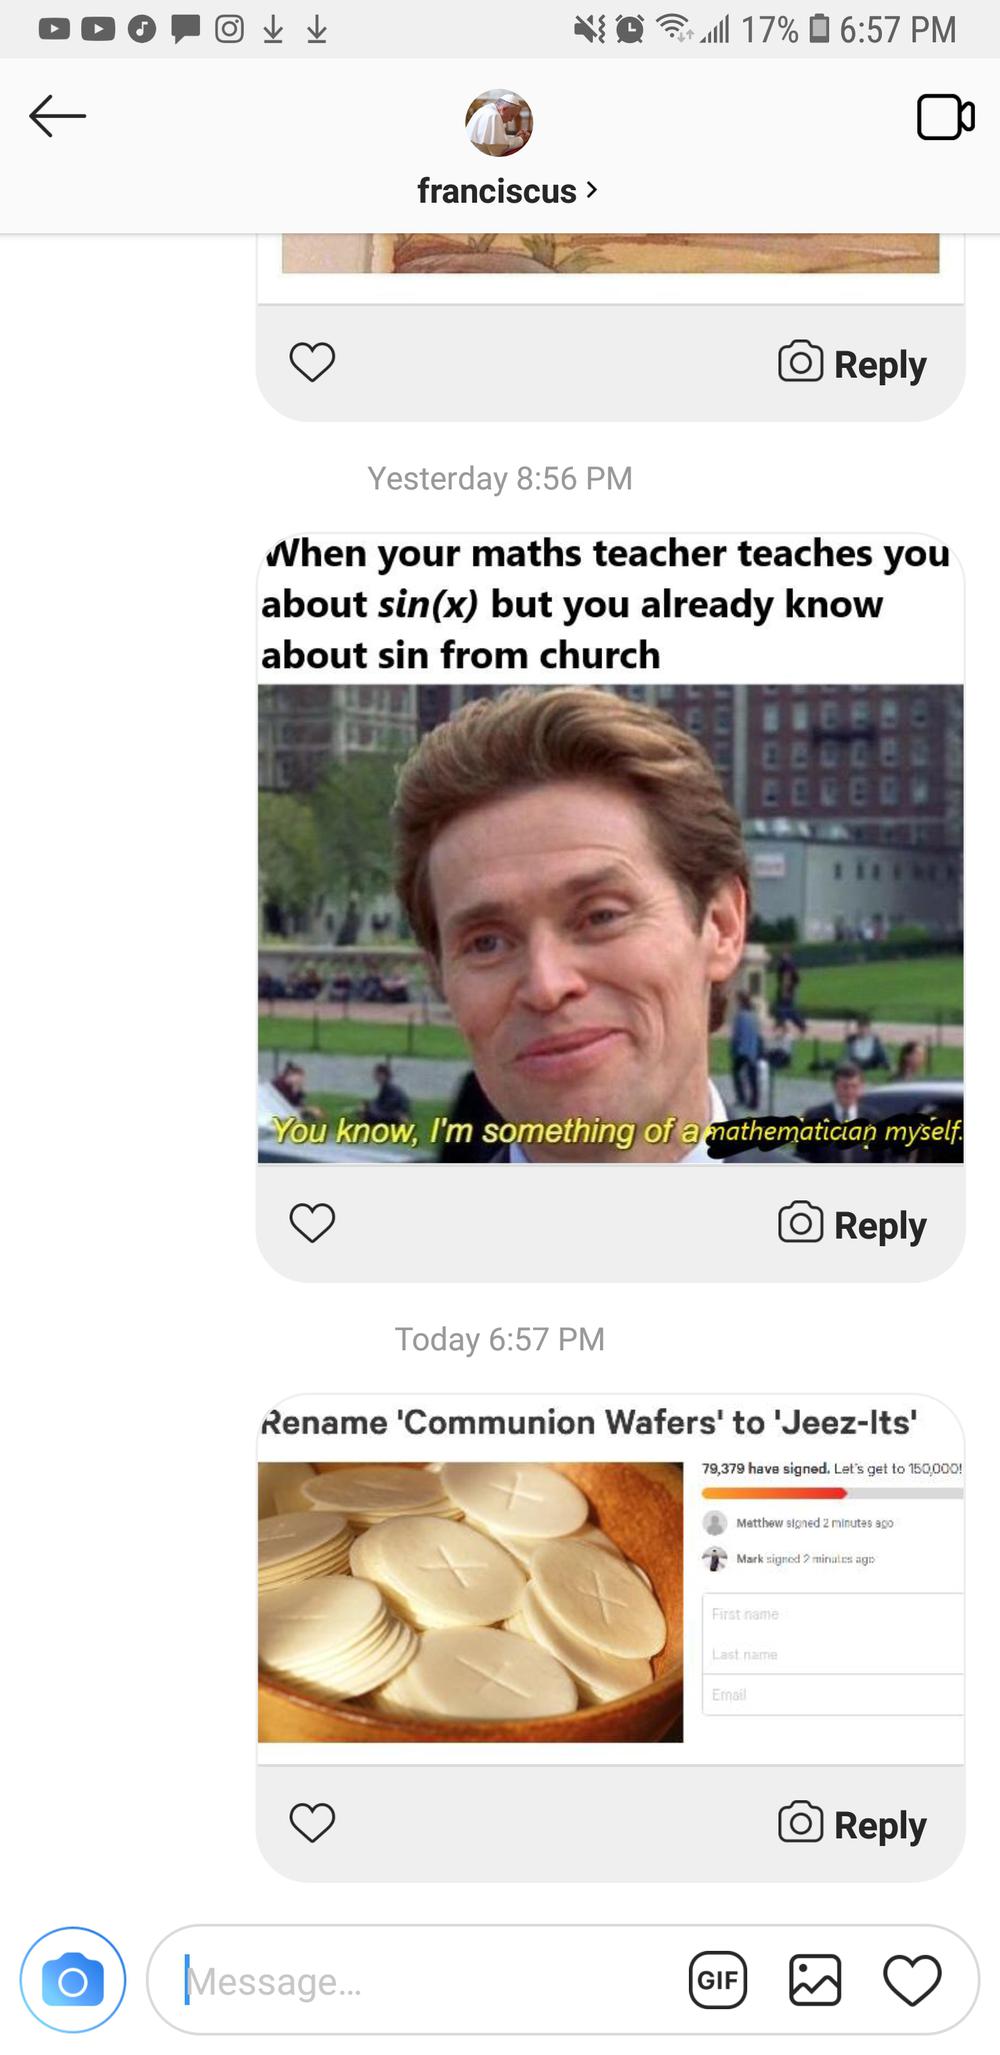 17% 6:57 PM
franciscus
Reply
Yesterday 8:56 PM
When your maths teacher teaches you
about sin(x) but you already know
about sin from church
You know, I'm something of a mathematician myself.
Reply
Today 6:57 PM
Rename 'Communion Wafers' to 'Jeez-Its'
79,379 have signed. Let's get to 150,000!
Matthew signed 2 minutes ago
Mark signed 2 minutes ago
First name
Last name
Email
Reply
Message...
GIF